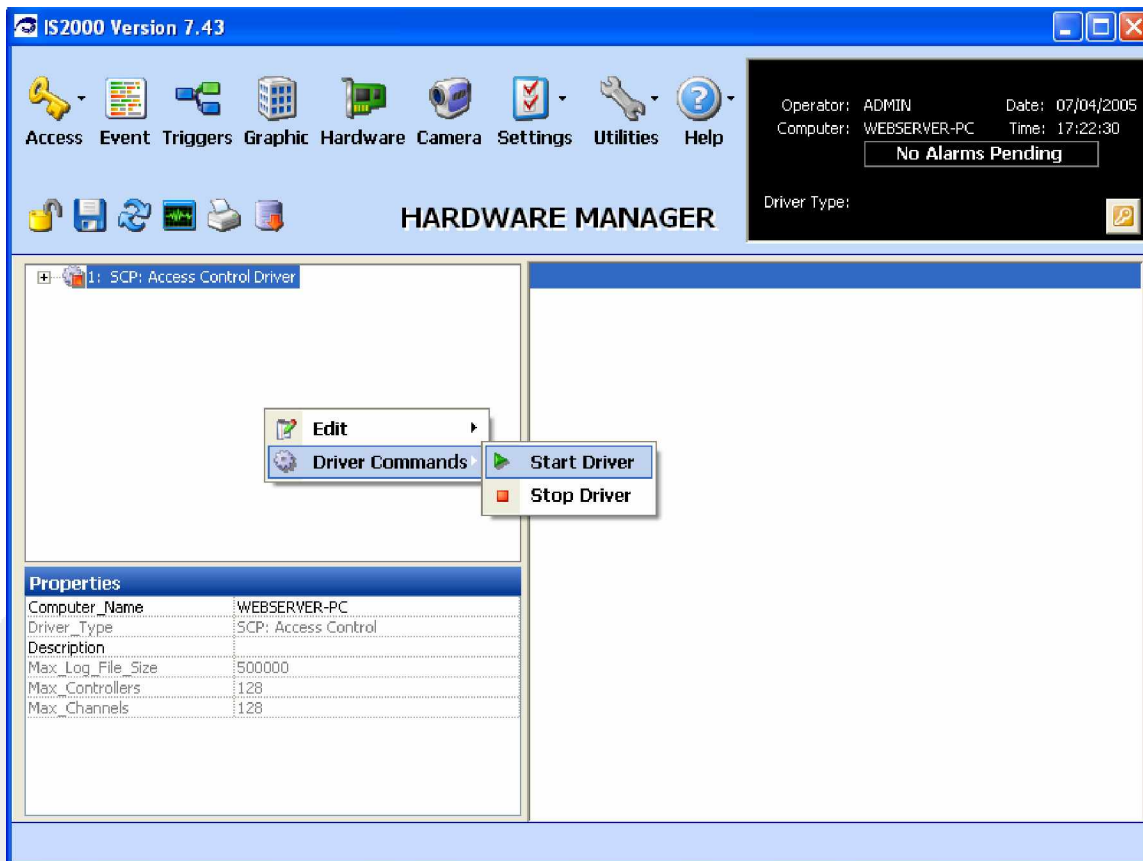 IS2000 Version 7.43
Access Event Triggers Graphic Hardware Camera Settings Utilities Help
Operator: ADMIN Date: 07/04/2005
Computer: WEBSERVER-PC Time: 17:22:30
No Alarms Pending
Driver Type:
HARDWARE MANAGER
1: SCP: Access Control Driver
Edit
Driver Commands
Start Driver
Stop Driver
Properties
Computer_Name WEBSERVER-PC
Driver_Type SCP: Access Control
Description
Max_Log_File_Size 500000
Max_Controllers 128
Max_Channels 128